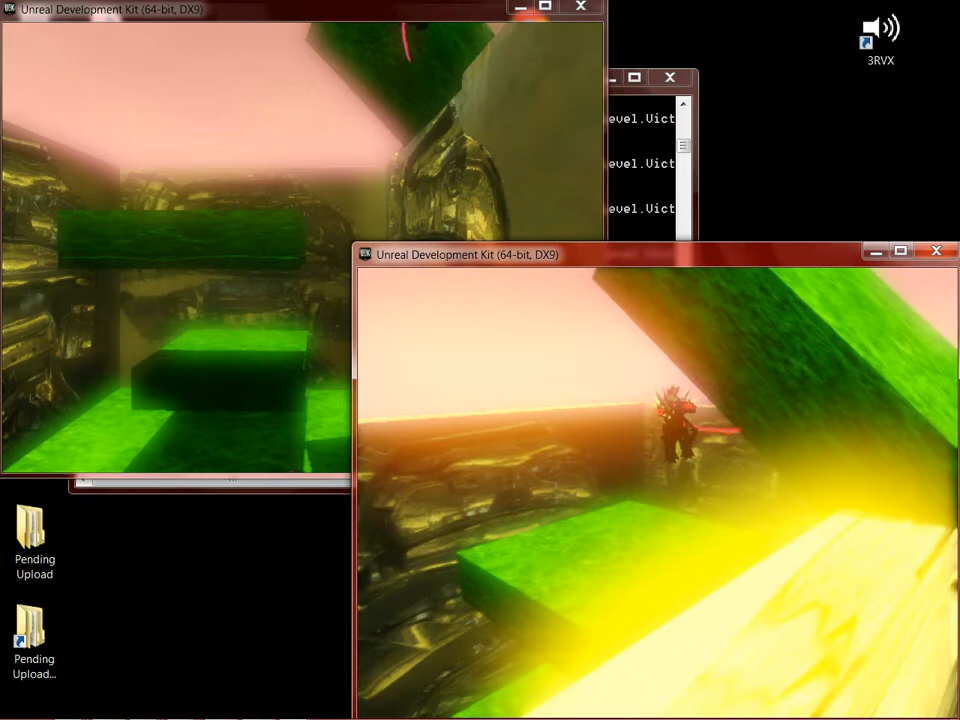 Unreal Development Kit (64-bit, DX9)
3RVX
evel.Vict
evel.Vict
evel.Vict
Unreal Development Kit (64-bit, DX9)
Pending
Upload
Pending
Upload...